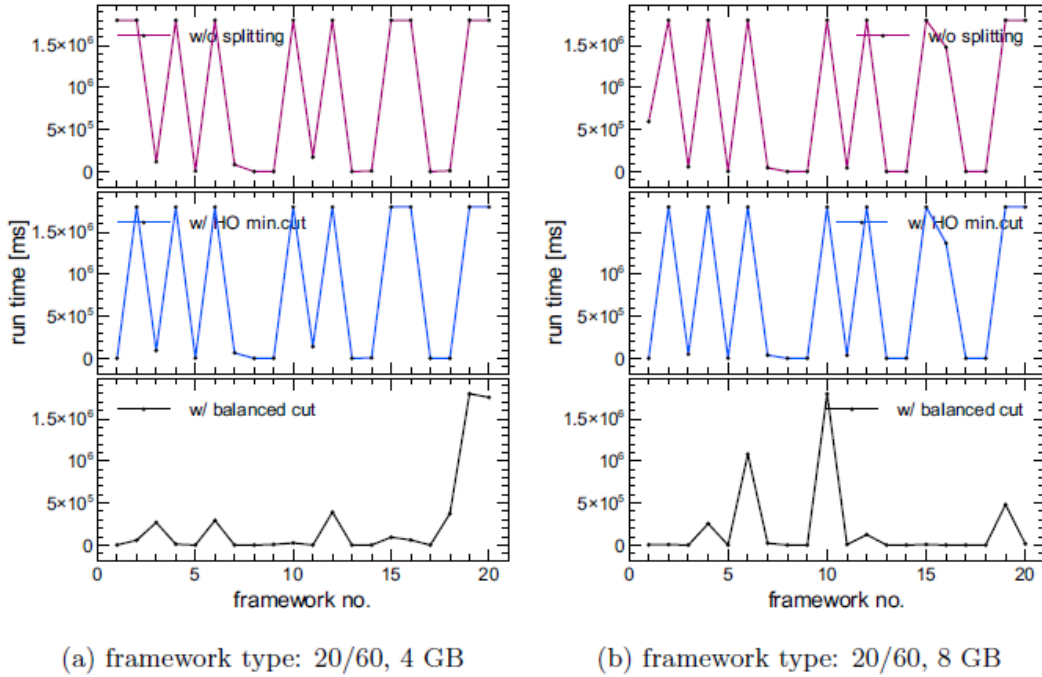 1.5×10⁶
10⁶
5×10⁵
0
w/o splitting
1.5×10⁶
10⁶
5×10⁵
0
w/ HO min.cut
1.5×10⁶
10⁶
5×10⁵
0
w/ balanced cut
run time [ms]
0 5 10 15 20
framework no.
(a) framework type: 20/60, 4 GB
1.5×10⁶
10⁶
5×10⁵
0
w/o splitting
1.5×10⁶
10⁶
5×10⁵
0
w/ HO min.cut
1.5×10⁶
10⁶
5×10⁵
0
w/ balanced cut
run time [ms]
0 5 10 15 20
framework no.
(b) framework type: 20/60, 8 GB